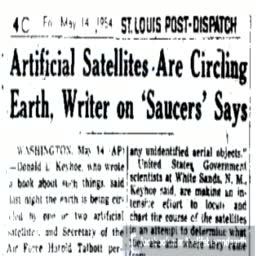 4C Fri May 14, 1954 ST. LOUIS POST-DISPATCH
Artificial Satellites Are Circling
Earth, Writer on 'Saucers' Says
WASHINGTON, May 14 (AP)
—Donald E. Keyhoe, who wrote
a book about such things, said
last night the earth is being cir-
cled by one or two artificial
satellites, and Secretary of the
Air Force Harold Talbott per-
any unidentified aerial objects."
United States Government
scientists at White Sands, N. M.,
Keyhoe said, are making an in-
tensive effort to locate and
chart the course of the satellites
in an attempt to determine what
they are and where they came
from.